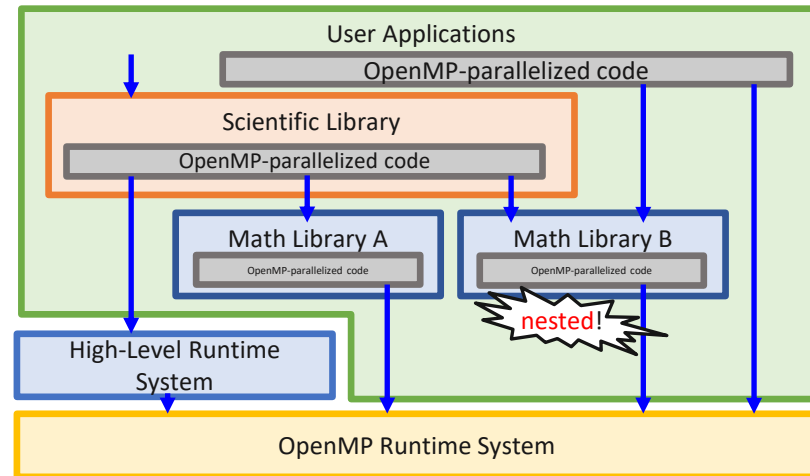 User Applications
OpenMP-parallelized code
Scientific Library
OpenMP-parallelized code
Math Library A
OpenMP-parallelized code
Math Library B
OpenMP-parallelized code
nested!
High-Level Runtime
System
OpenMP Runtime System